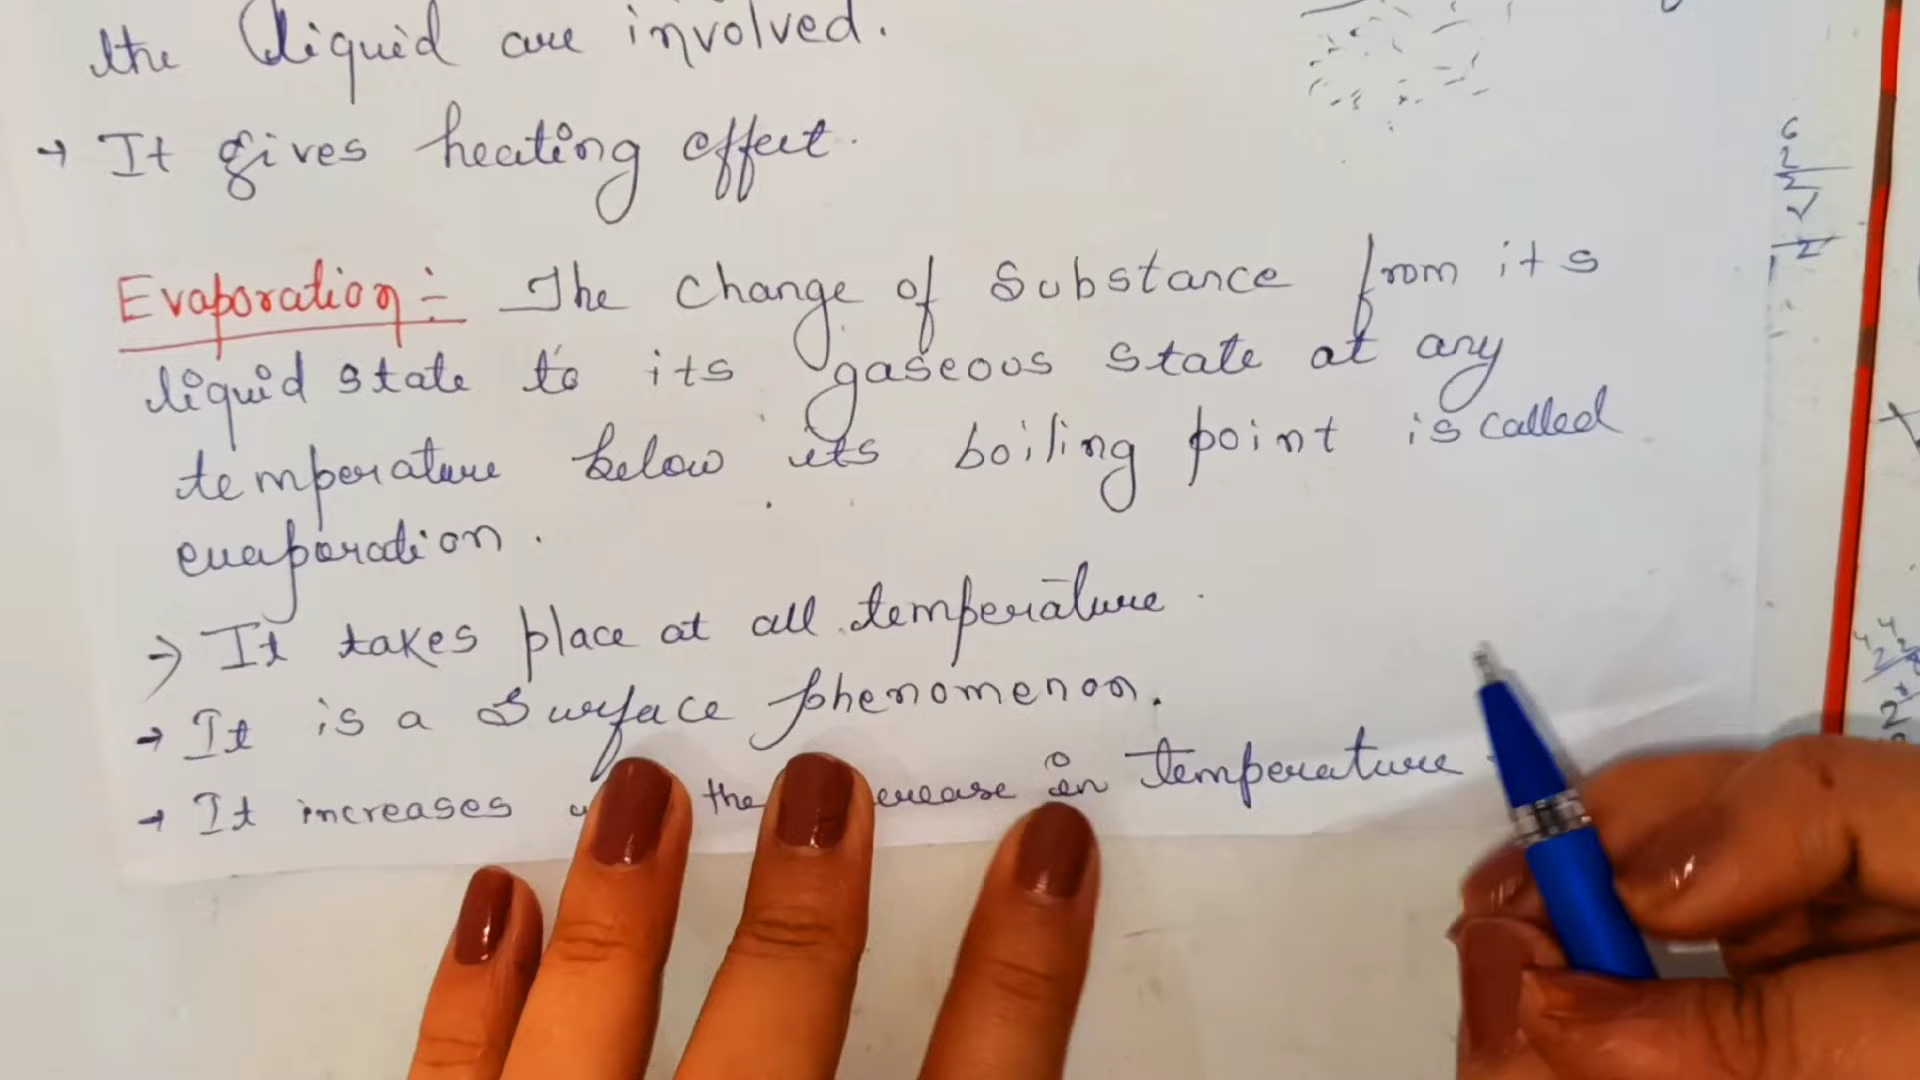 the liquid are involved.
→ It gives heating effect.
Evaporation:- The change of substance from its
liquid state to its gaseous state at any
temperature below its boiling point is called
evaporation.
→ It takes place at all temperature.
→ It is a surface phenomenon.
→ It increases the in temperature
6
2